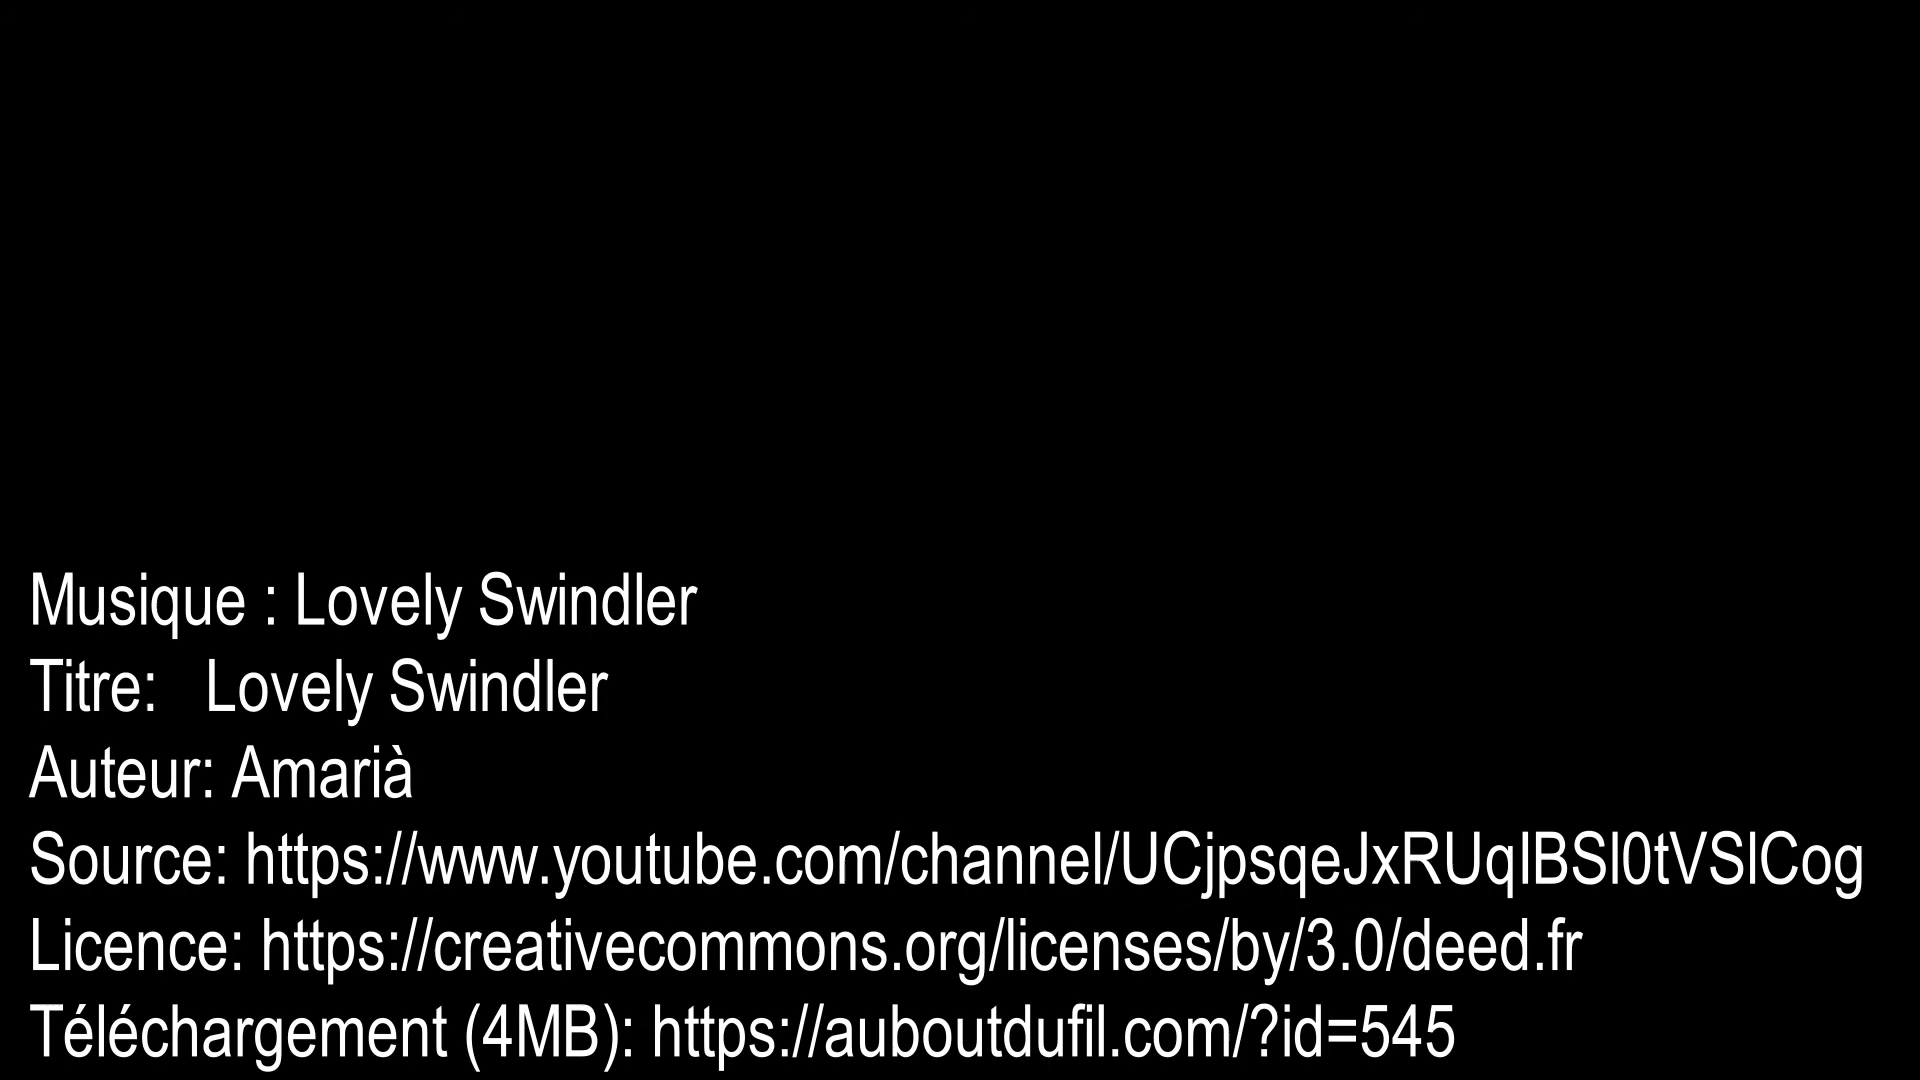 Musique : Lovely Swindler
Titre:   Lovely Swindler
Auteur: Amarià
Source: https://www.youtube.com/channel/UCjpsqeJxRUqlBSl0tVSlCog
Licence: https://creativecommons.org/licenses/by/3.0/deed.fr
Téléchargement (4MB): https://auboutdufil.com/?id=545